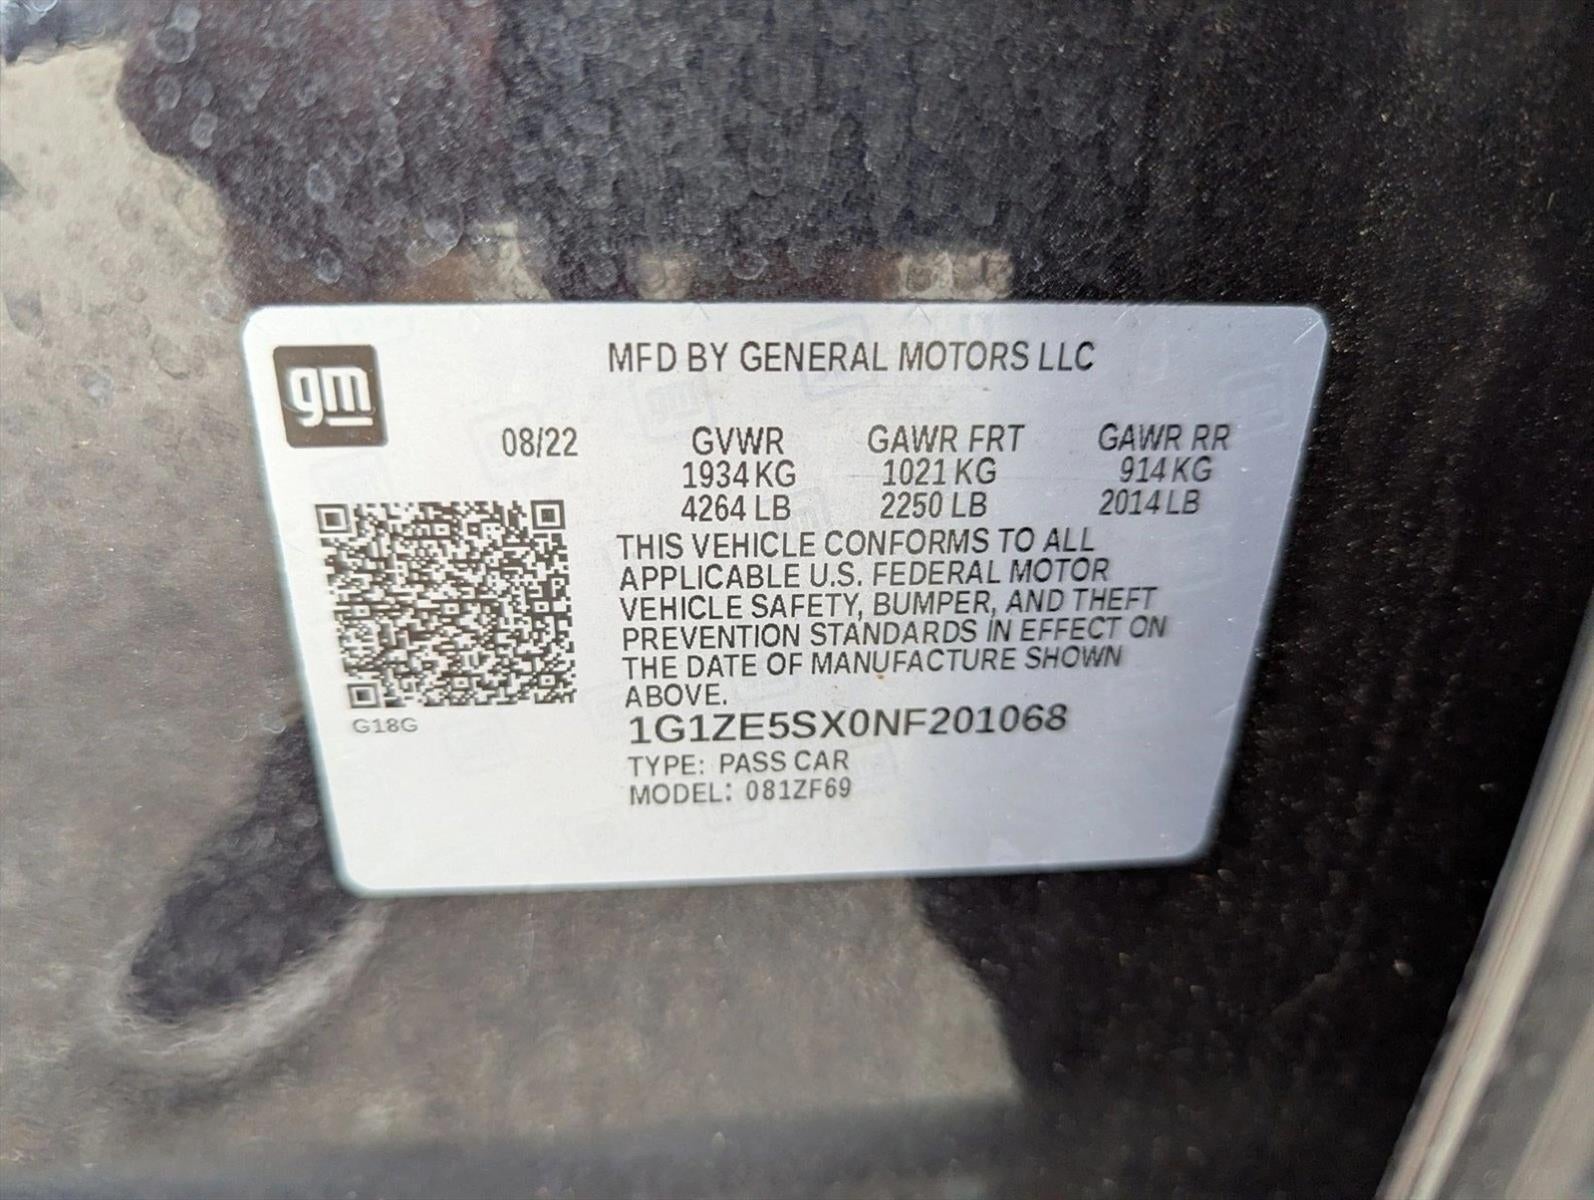 MFD BY GENERAL MOTORS LLC
gm
08/22 GVWR GAWR FRT GAWR RR
1934 KG 1021 KG 914 KG
4264 LB 2250 LB 2014 LB
THIS VEHICLE CONFORMS TO ALL
APPLICABLE U.S. FEDERAL MOTOR
VEHICLE SAFETY, BUMPER, AND THEFT
PREVENTION STANDARDS IN EFFECT ON
THE DATE OF MANUFACTURE SHOWN
ABOVE.
G18G
1G1ZE5SX0NF201068
TYPE: PASS CAR
MODEL: 081ZF69